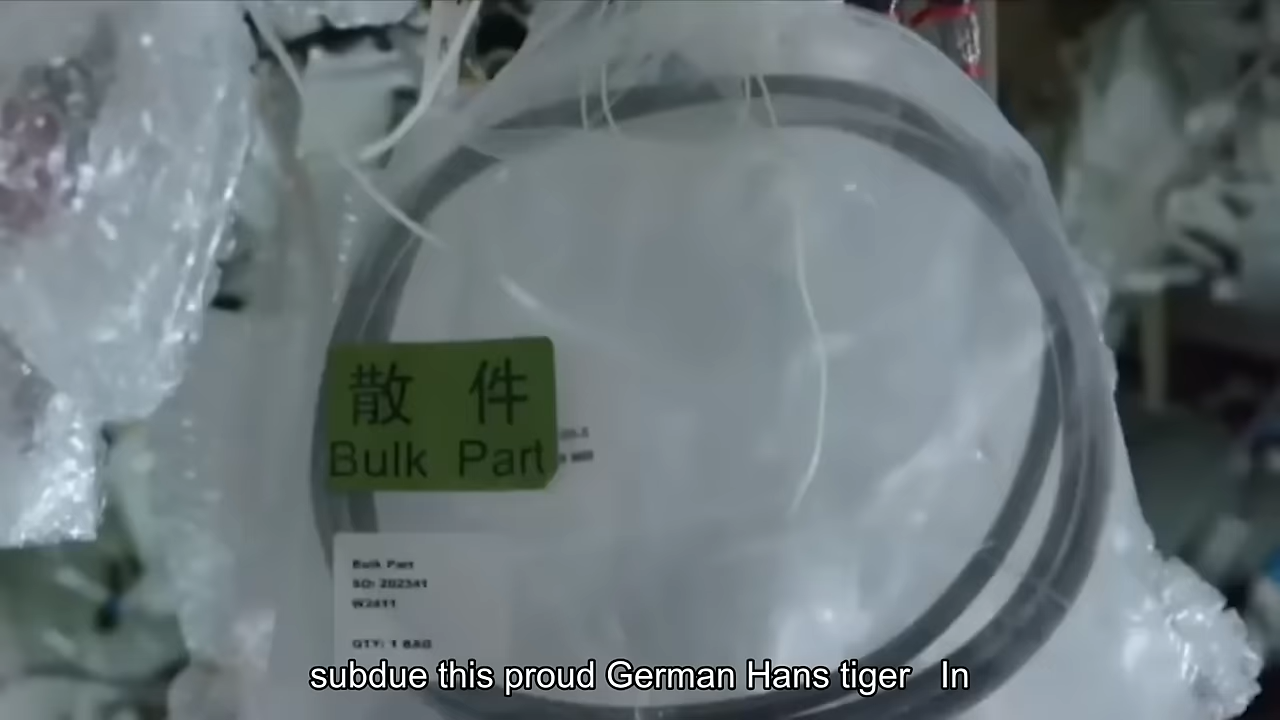 散 件
Bulk Part
Bulk Part
SO: 202341
W2411
QTY: 1 BAG
subdue this proud German Hans tiger In